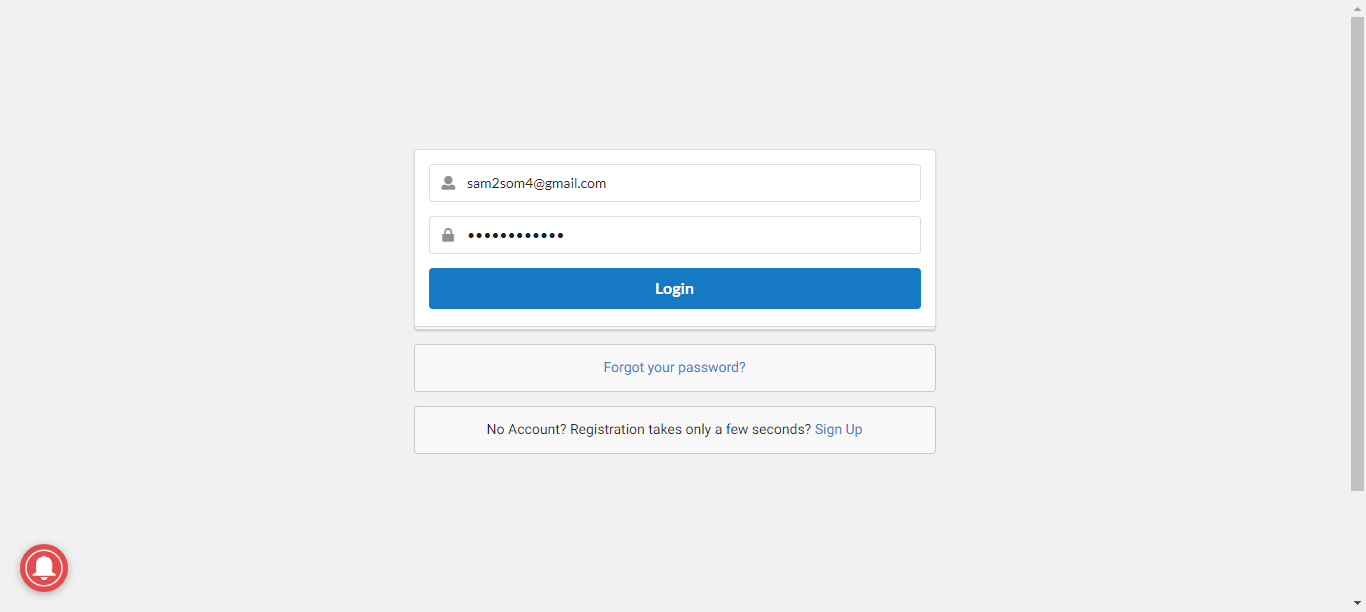 sam2som4@gmail.com
••••••••••••
Login
Forgot your password?
No Account? Registration takes only a few seconds? Sign Up